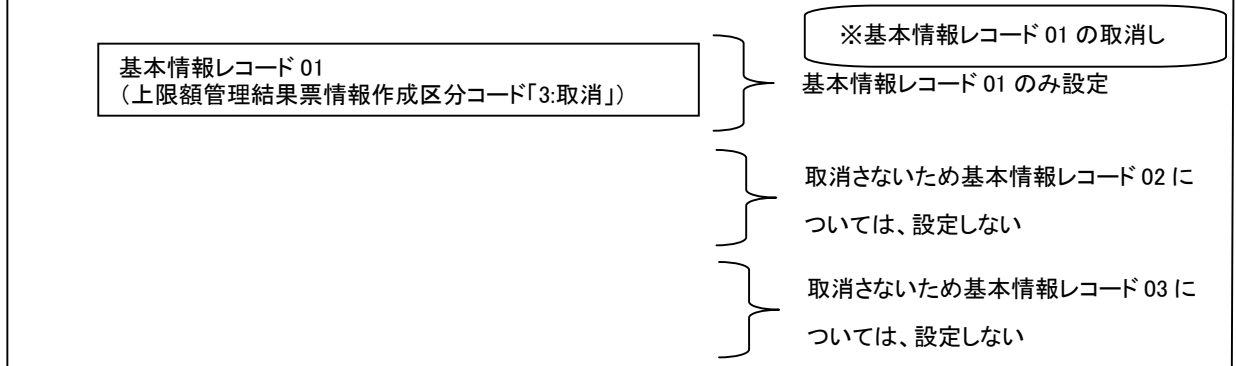 ※基本情報レコード 01 の取消し
基本情報レコード 01
（上限額管理結果票情報作成区分コード「3:取消」）
基本情報レコード 01 のみ設定
取消さないため基本情報レコード 02 に
ついては、設定しない
取消さないため基本情報レコード 03 に
ついては、設定しない